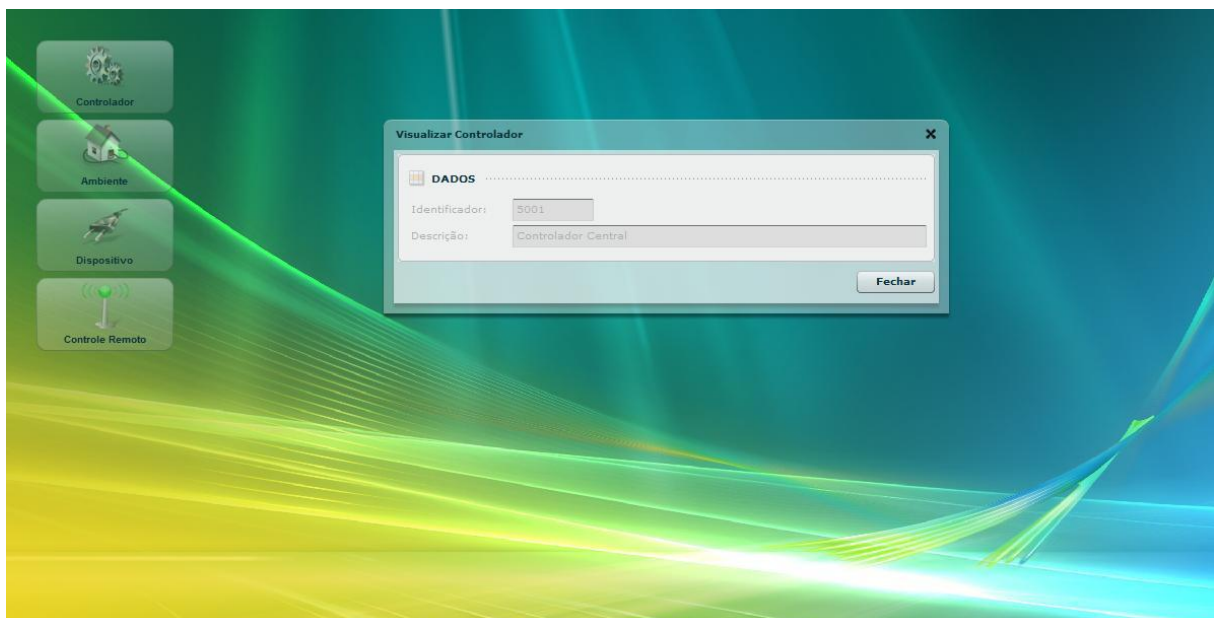 Controlador
Ambiente
Dispositivo
Controle Remoto
Visualizar Controlador
DADOS
Identificador: 5001
Descrição: Controlador Central
Fechar